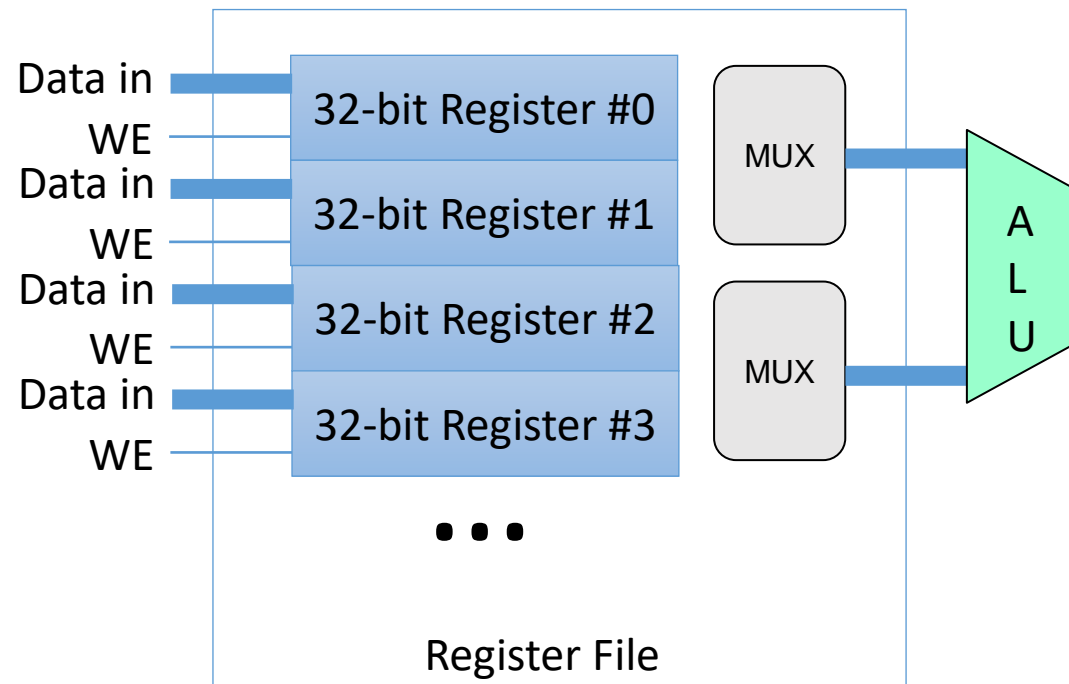 Data in
32-bit Register #0
WE
MUX
Data in
32-bit Register #1
WE
A
L
U
Data in
32-bit Register #2
WE
MUX
Data in
32-bit Register #3
WE
...
Register File